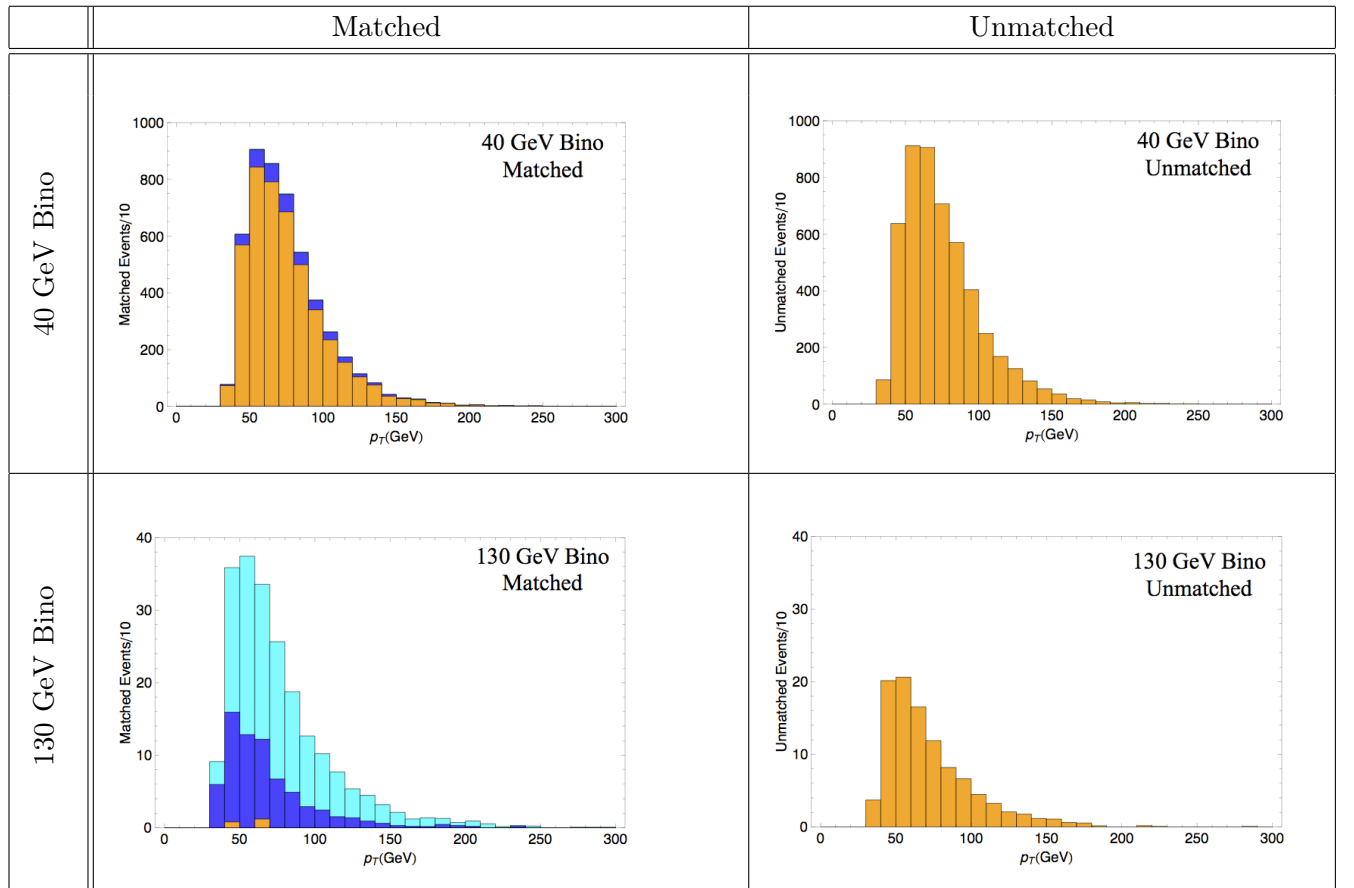 Matched
Unmatched
40 GeV Bino
40 GeV Bino
Matched
Matched Events/10
1000
800
600
400
200
0
0 50 100 150 200 250 300
pT(GeV)
40 GeV Bino
Unmatched
Unmatched Events/10
1000
800
600
400
200
0
0 50 100 150 200 250 300
pT(GeV)
130 GeV Bino
130 GeV Bino
Matched
Matched Events/10
40
30
20
10
0
0 50 100 150 200 250 300
pT(GeV)
130 GeV Bino
Unmatched
Unmatched Events/10
40
30
20
10
0
0 50 100 150 200 250 300
pT(GeV)